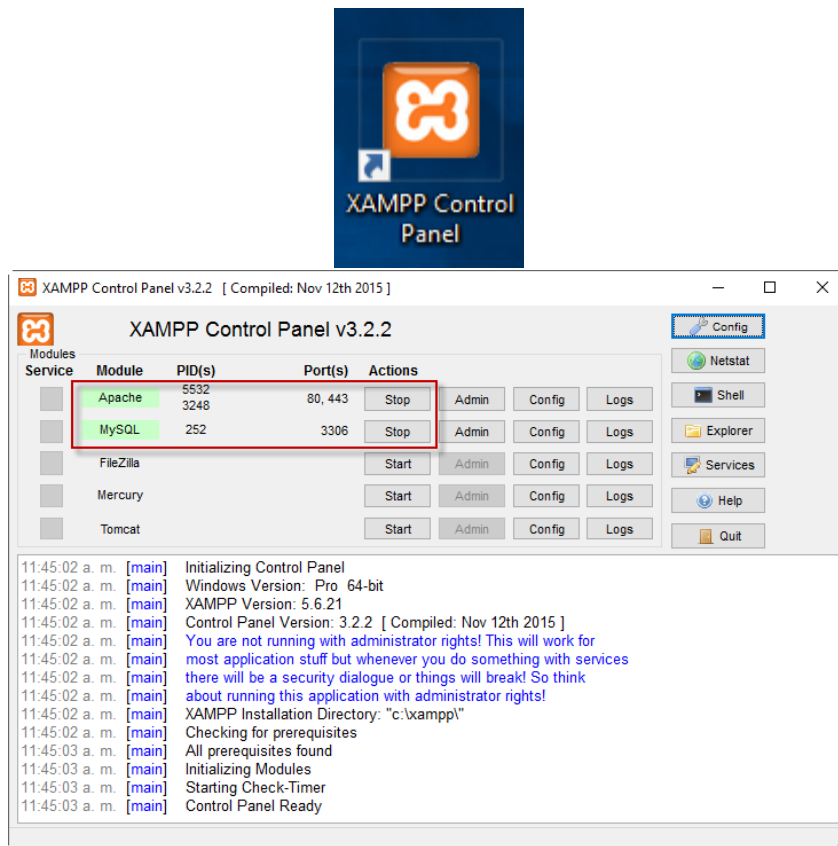 XAMPP Control
Panel
XAMPP Control Panel v3.2.2 [ Compiled: Nov 12th 2015 ]
XAMPP Control Panel v3.2.2
Config
Modules
Service Module PID(s) Port(s) Actions
Netstat
Apache 5532 3248 80, 443 Stop Admin Config Logs
Shell
MySQL 252 3306 Stop Admin Config Logs
Explorer
FileZilla Start Admin Config Logs
Services
Mercury Start Admin Config Logs
Help
Tomcat Start Admin Config Logs
Quit
11:45:02 a. m. [main] Initializing Control Panel
11:45:02 a. m. [main] Windows Version: Pro 64-bit
11:45:02 a. m. [main] XAMPP Version: 5.6.21
11:45:02 a. m. [main] Control Panel Version: 3.2.2 [ Compiled: Nov 12th 2015 ]
11:45:02 a. m. [main] You are not running with administrator rights! This will work for
11:45:02 a. m. [main] most application stuff but whenever you do something with services
11:45:02 a. m. [main] there will be a security dialogue or things will break! So think
11:45:02 a. m. [main] about running this application with administrator rights!
11:45:02 a. m. [main] XAMPP Installation Directory: "c:\xampp\"
11:45:02 a. m. [main] Checking for prerequisites
11:45:03 a. m. [main] All prerequisites found
11:45:03 a. m. [main] Initializing Modules
11:45:03 a. m. [main] Starting Check-Timer
11:45:03 a. m. [main] Control Panel Ready